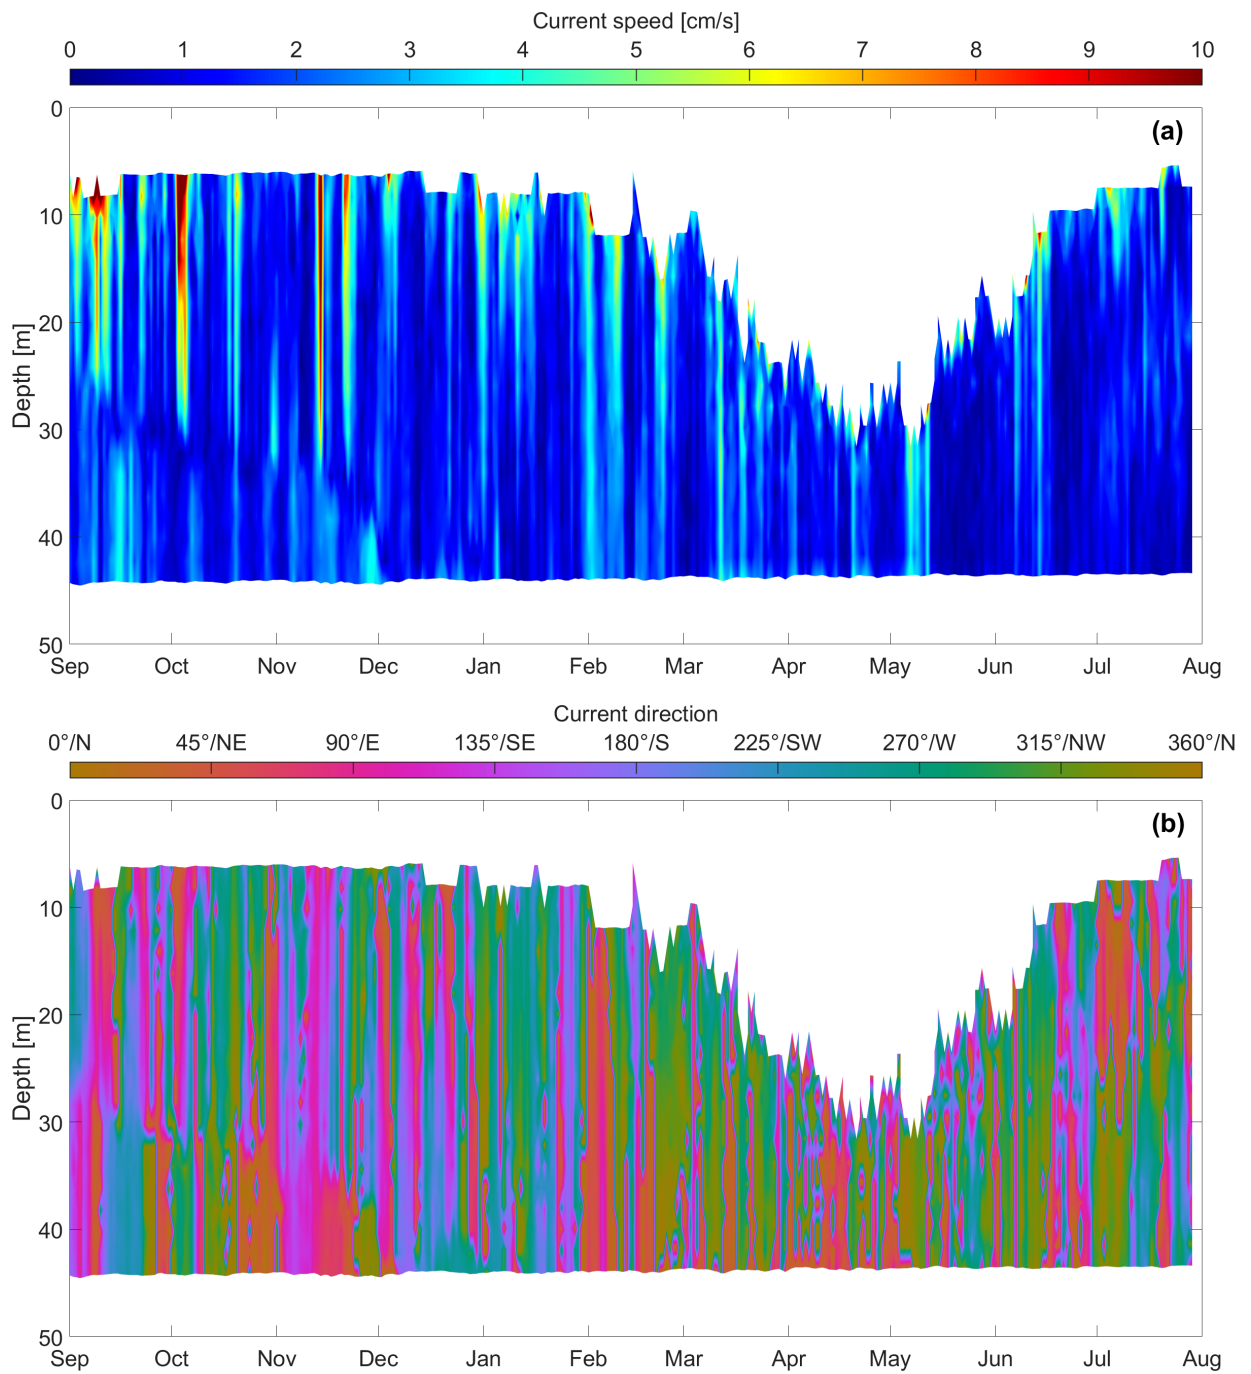 Current speed [cm/s]
0 1 2 3 4 5 6 7 8 9 10
(a)
0
10
20
30
40
50
Depth [m]
Sep Oct Nov Dec Jan Feb Mar Apr May Jun Jul Aug
Current direction
0°/N 45°/NE 90°/E 135°/SE 180°/S 225°/SW 270°/W 315°/NW 360°/N
(b)
0
10
20
30
40
50
Depth [m]
Sep Oct Nov Dec Jan Feb Mar Apr May Jun Jul Aug